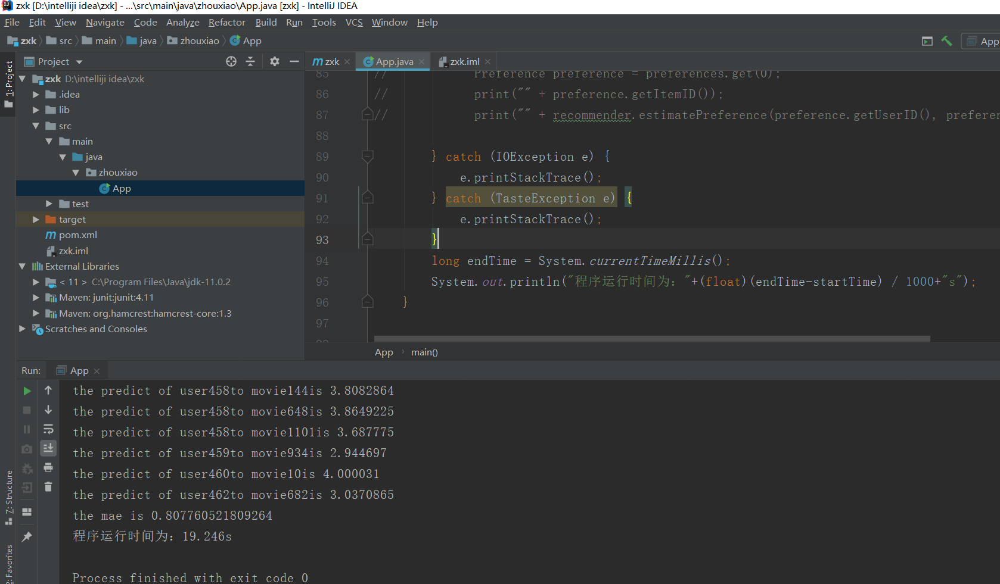 zxk [D:\intelliji idea\zxk] - ...\src\main\java\zhouxiao\App.java [zxk] - IntelliJ IDEA
File Edit View Navigate Code Analyze Refactor Build Run Tools VCS Window Help
zxk src main java zhouxiao App
App
1: Project
Project
zxk D:\intelliji idea\zxk
.idea
lib
src
main
java
zhouxiao
App
test
target
pom.xml
zxk.iml
External Libraries
< 11 > C:\Program Files\Java\jdk-11.0.2
Maven: junit:junit:4.11
Maven: org.hamcrest:hamcrest-core:1.3
Scratches and Consoles
zxk App.java zxk.iml
85 // Preference preference = preferences.get(0);
86 // print("" + preference.getItemID());
87 // print("" + recommender.estimatePreference(preference.getUserID(), preferen
88
89 } catch (IOException e) {
90 e.printStackTrace();
91 } catch (TasteException e) {
92 e.printStackTrace();
93 }
94 long endTime = System.currentTimeMillis();
95 System.out.println("程序运行时间为: "+(float)(endTime-startTime) / 1000+"s");
96 }
97
App main()
Run: App
the predict of user458to movie144is 3.8082864
the predict of user458to movie648is 3.8649225
the predict of user458to movie1101is 3.687775
the predict of user459to movie934is 2.944697
the predict of user460to movie10is 4.000031
the predict of user462to movie682is 3.0370865
the mae is 0.807760521809264
程序运行时间为: 19.246s
Process finished with exit code 0
7: Structure
2: Favorites